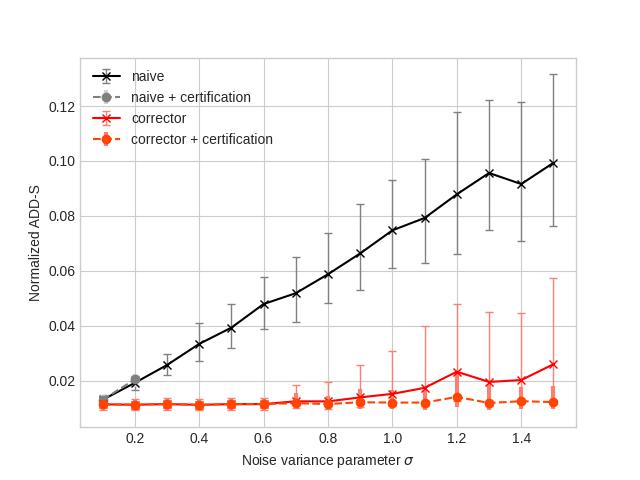 naive
naive + certification
corrector
corrector + certification
Normalized ADD-S
0.12
0.10
0.08
0.06
0.04
0.02
0.2 0.4 0.6 0.8 1.0 1.2 1.4
Noise variance parameter σ